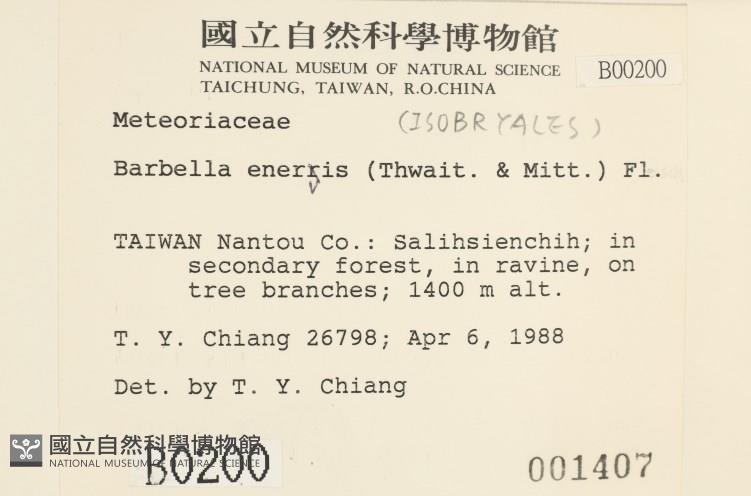 國立自然科學博物館
NATIONAL MUSEUM OF NATURAL SCIENCE
TAICHUNG, TAIWAN, R.O.CHINA
B00200
Meteoriaceae (ISOBRYALES)
Barbella enerris (Thwait. & Mitt.) Fl.
v
TAIWAN Nantou Co.: Salihsienchih; in
secondary forest, in ravine, on
tree branches; 1400 m alt.
T. Y. Chiang 26798; Apr 6, 1988
Det. by T. Y. Chiang
國立自然科學博物館
NATIONAL MUSEUM OF NATURAL SCIENCE
B0200
001407